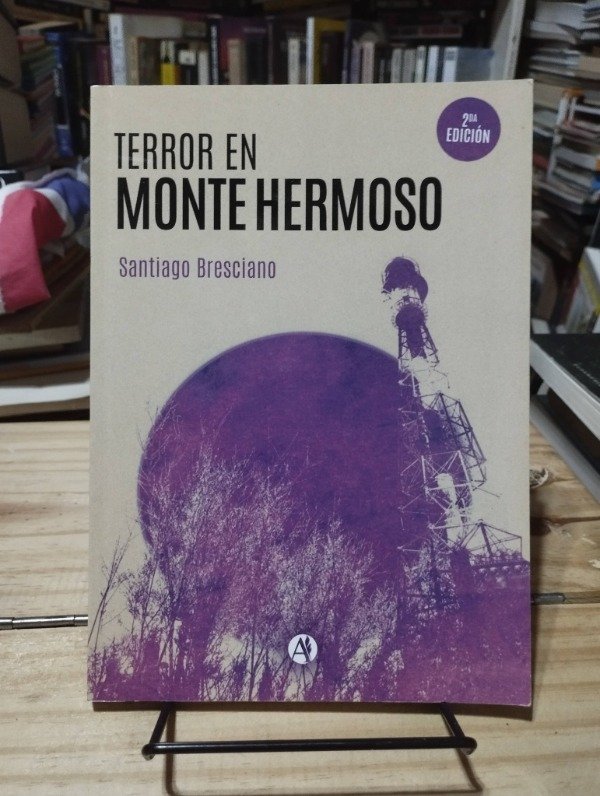 2DA
EDICIÓN
TERROR EN
MONTE HERMOSO
Santiago Bresciano
A